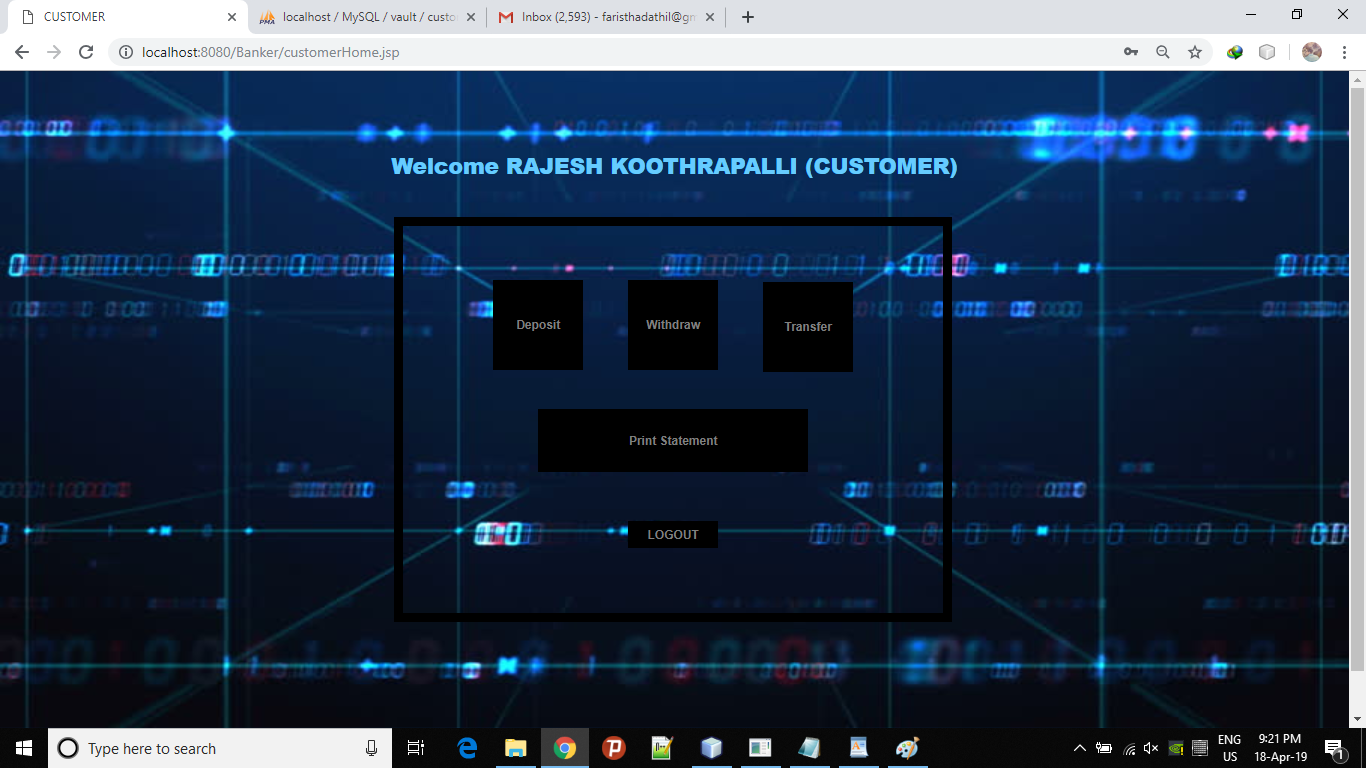 CUSTOMER
localhost / MySQL / vault / custo
Inbox (2,593) - faristhadathil@gm
localhost:8080/Banker/customerHome.jsp
Welcome RAJESH KOOTHRAPALLI (CUSTOMER)
Deposit
Withdraw
Transfer
Print Statement
LOGOUT
Type here to search
ENG
US
9:21 PM
18-Apr-19
1